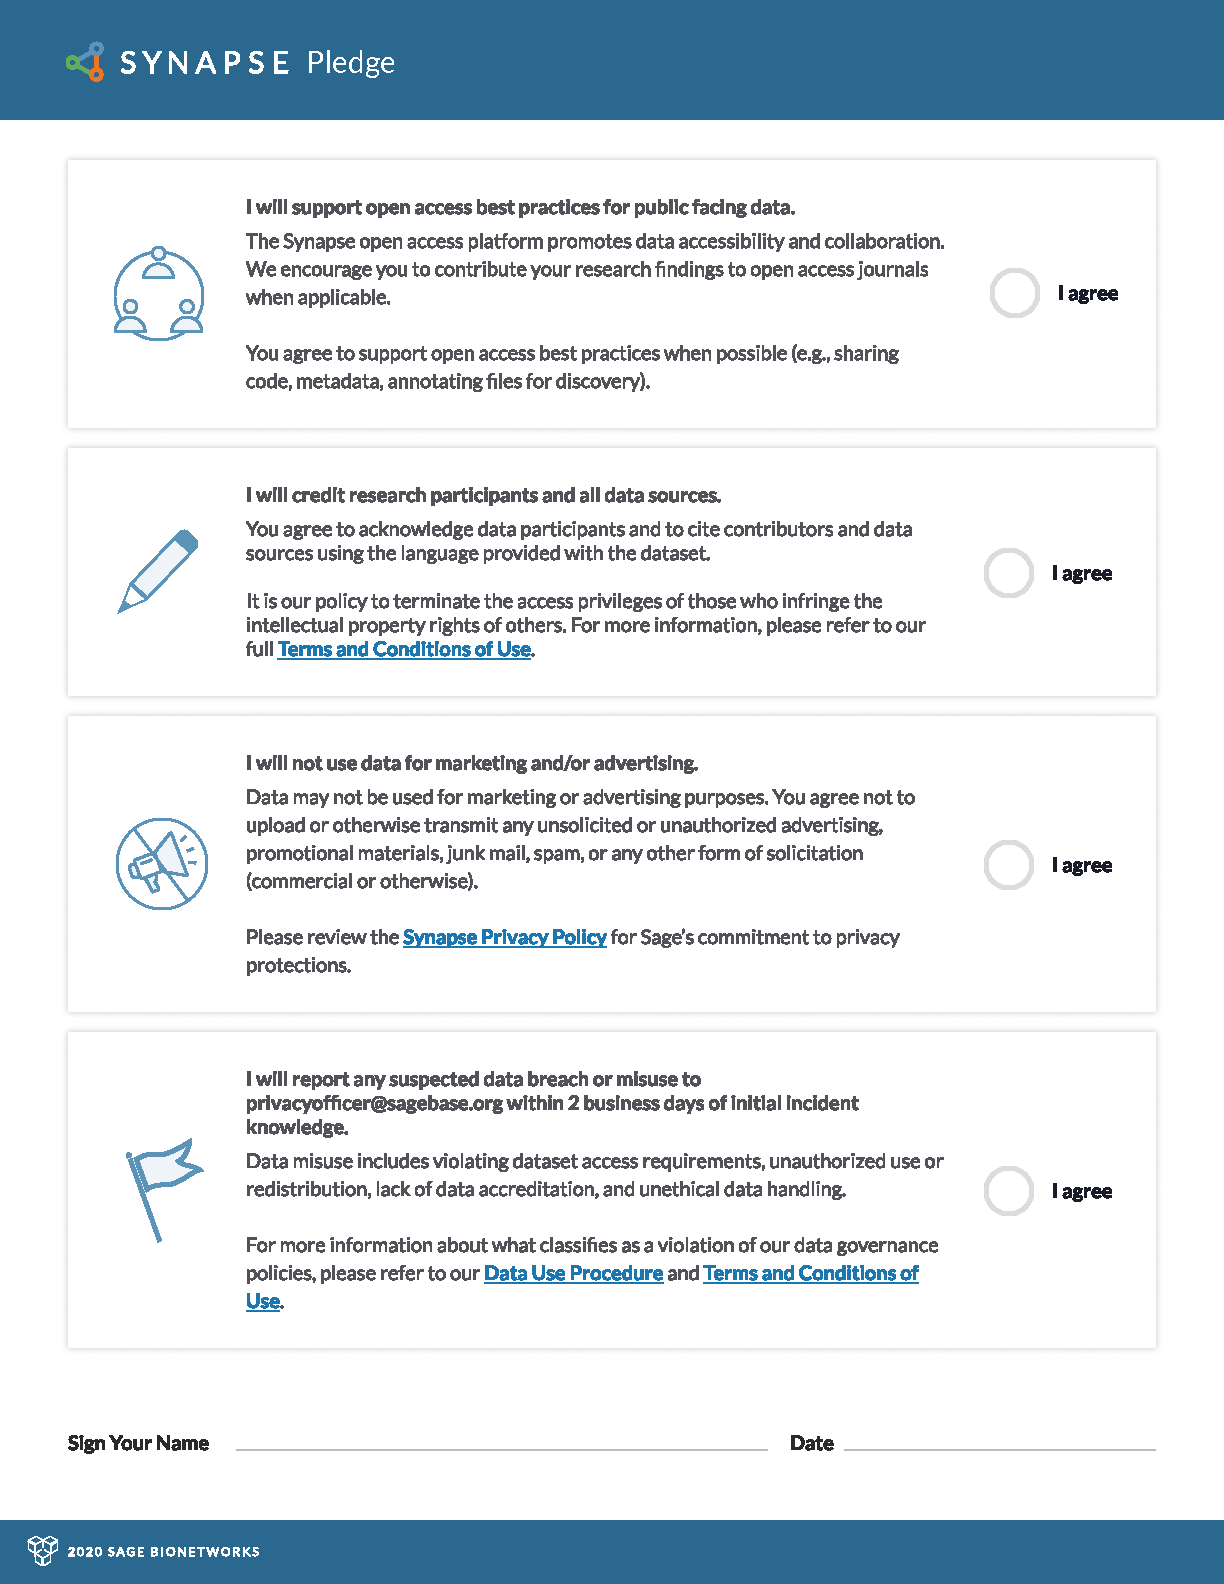 SYNAPSE Pledge
I will support open access best practices for public facing data.
The Synapse open access platform promotes data accessibility and collaboration.
We encourage you to contribute your research findings to open access journals
when applicable.
I agree
You agree to support open access best practices when possible (e.g., sharing
code, metadata, annotating files for discovery).
I will credit research participants and all data sources.
You agree to acknowledge data participants and to cite contributors and data
sources using the language provided with the dataset.
I agree
It is our policy to terminate the access privileges of those who infringe the
intellectual property rights of others. For more information, please refer to our
full Terms and Conditions of Use.
I will not use data for marketing and/or advertising.
Data may not be used for marketing or advertising purposes. You agree not to
upload or otherwise transmit any unsolicited or unauthorized advertising,
promotional materials, junk mail, spam, or any other form of solicitation
(commercial or otherwise).
I agree
Please review the Synapse Privacy Policy for Sage's commitment to privacy
protections.
I will report any suspected data breach or misuse to
privacyofficer@sagebase.org within 2 business days of initial incident
knowledge.
Data misuse includes violating dataset access requirements, unauthorized use or
redistribution, lack of data accreditation, and unethical data handling.
I agree
For more information about what classifies as a violation of our data governance
policies, please refer to our Data Use Procedure and Terms and Conditions of
Use.
Sign Your Name
Date
2020 SAGE BIONETWORKS